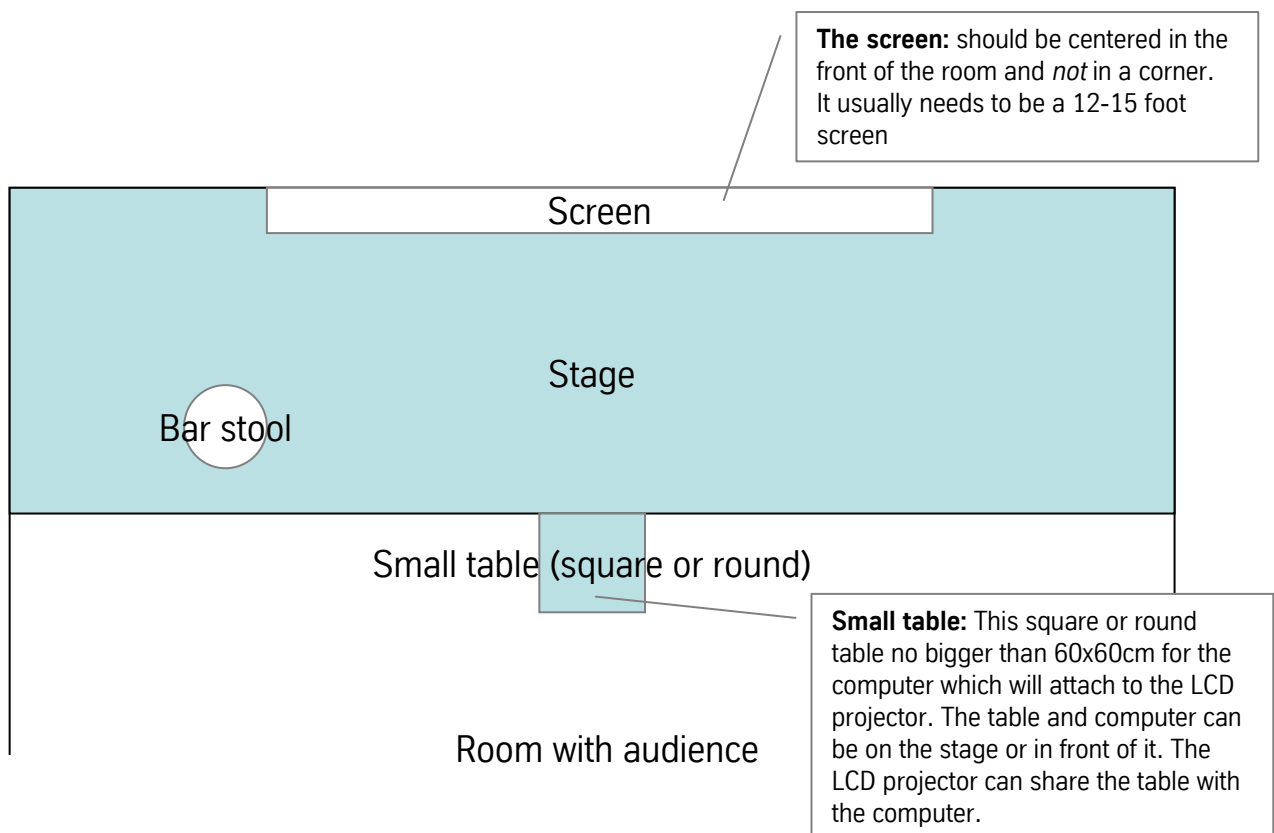 The screen: should be centered in the
front of the room and not in a corner.
It usually needs to be a 12-15 foot
screen
Screen
Stage
Bar stool
Small table (square or round)
Small table: This square or round
table no bigger than 60x60cm for the
computer which will attach to the LCD
projector. The table and computer can
be on the stage or in front of it. The
LCD projector can share the table with
the computer.
Room with audience